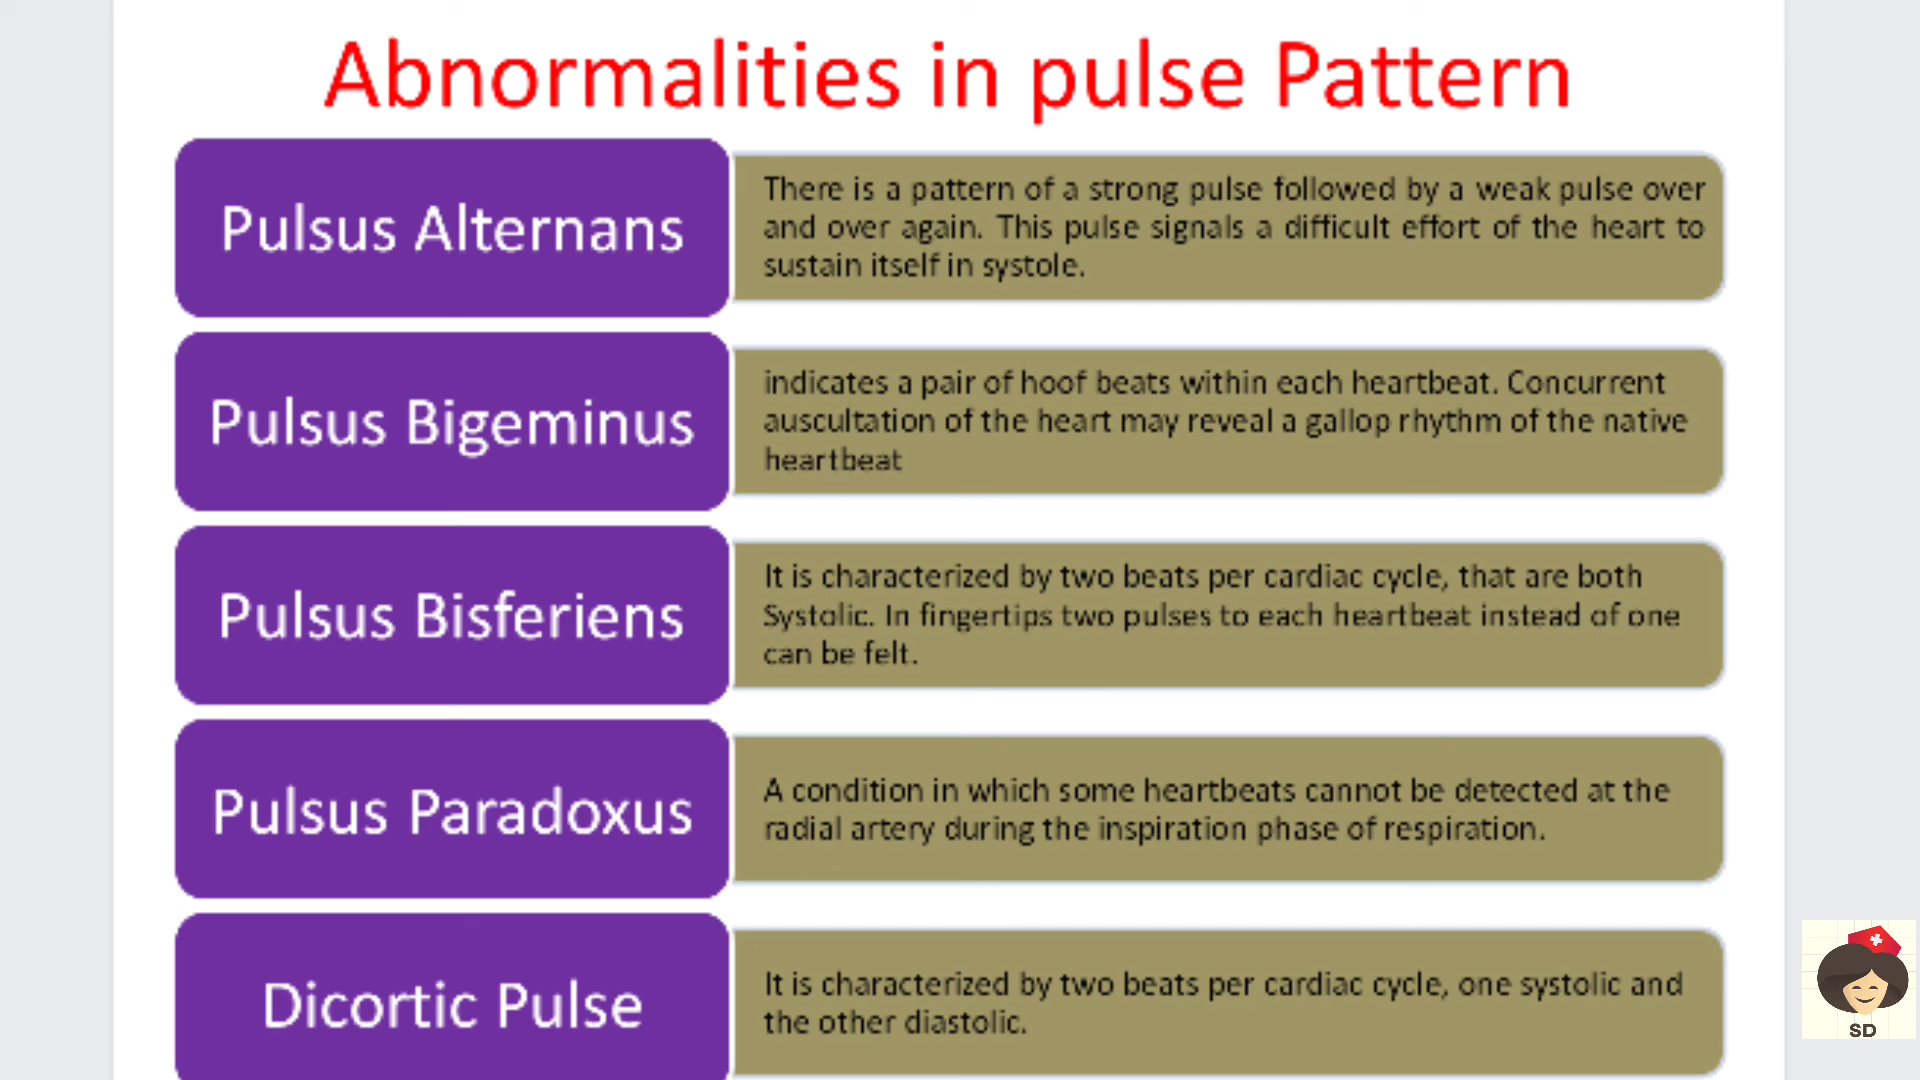 Abnormalities in pulse Pattern
Pulsus Alternans
There is a pattern of a strong pulse followed by a weak pulse over
and over again. This pulse signals a difficult effort of the heart to
sustain itself in systole.
Pulsus Bigeminus
indicates a pair of hoof beats within each heartbeat. Concurrent
auscultation of the heart may reveal a gallop rhythm of the native
heartbeat
Pulsus Bisferiens
It is characterized by two beats per cardiac cycle, that are both
Systolic. In fingertips two pulses to each heartbeat instead of one
can be felt.
Pulsus Paradoxus
A condition in which some heartbeats cannot be detected at the
radial artery during the inspiration phase of respiration.
Dicortic Pulse
It is characterized by two beats per cardiac cycle, one systolic and
the other diastolic.
SD